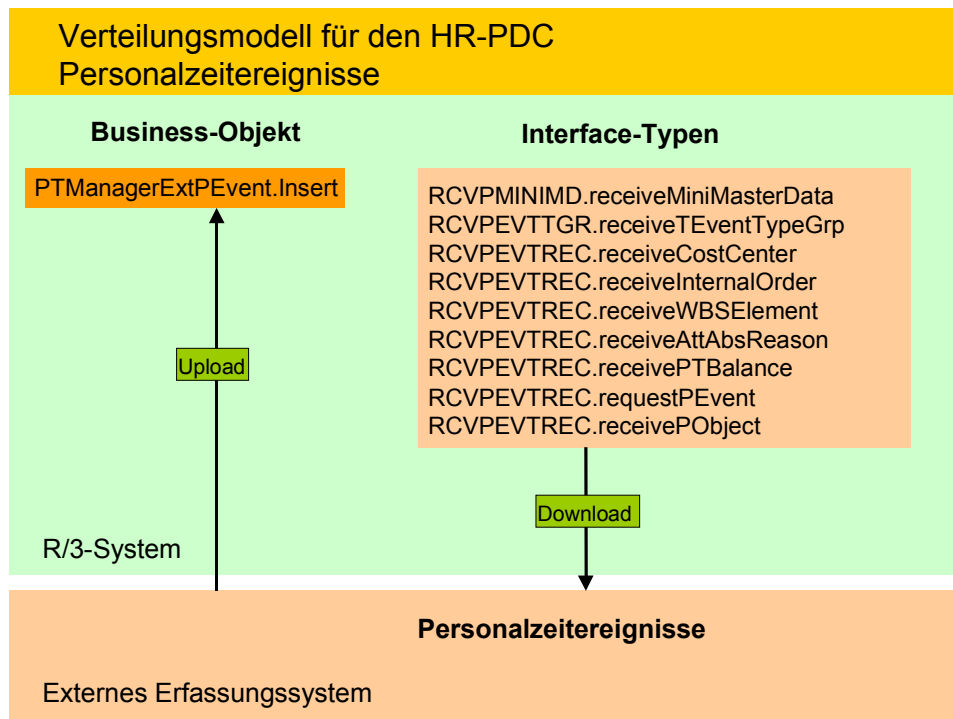 Verteilungsmodell für den HR-PDC
Personalzeitereignisse
Business-Objekt
PTManagerExtPEvent.Insert
Upload
Interface-Typen
RCVPMINIMD.receiveMiniMasterData
RCVPEVTTGR.receiveTEventTypeGrp
RCVPEVTREC.receiveCostCenter
RCVPEVTREC.receiveInternalOrder
RCVPEVTREC.receiveWBSElement
RCVPEVTREC.receiveAttAbsReason
RCVPEVTREC.receivePTBalance
RCVPEVTREC.requestPEvent
RCVPEVTREC.receivePObject
Download
R/3-System
Personalzeitereignisse
Externes Erfassungssystem